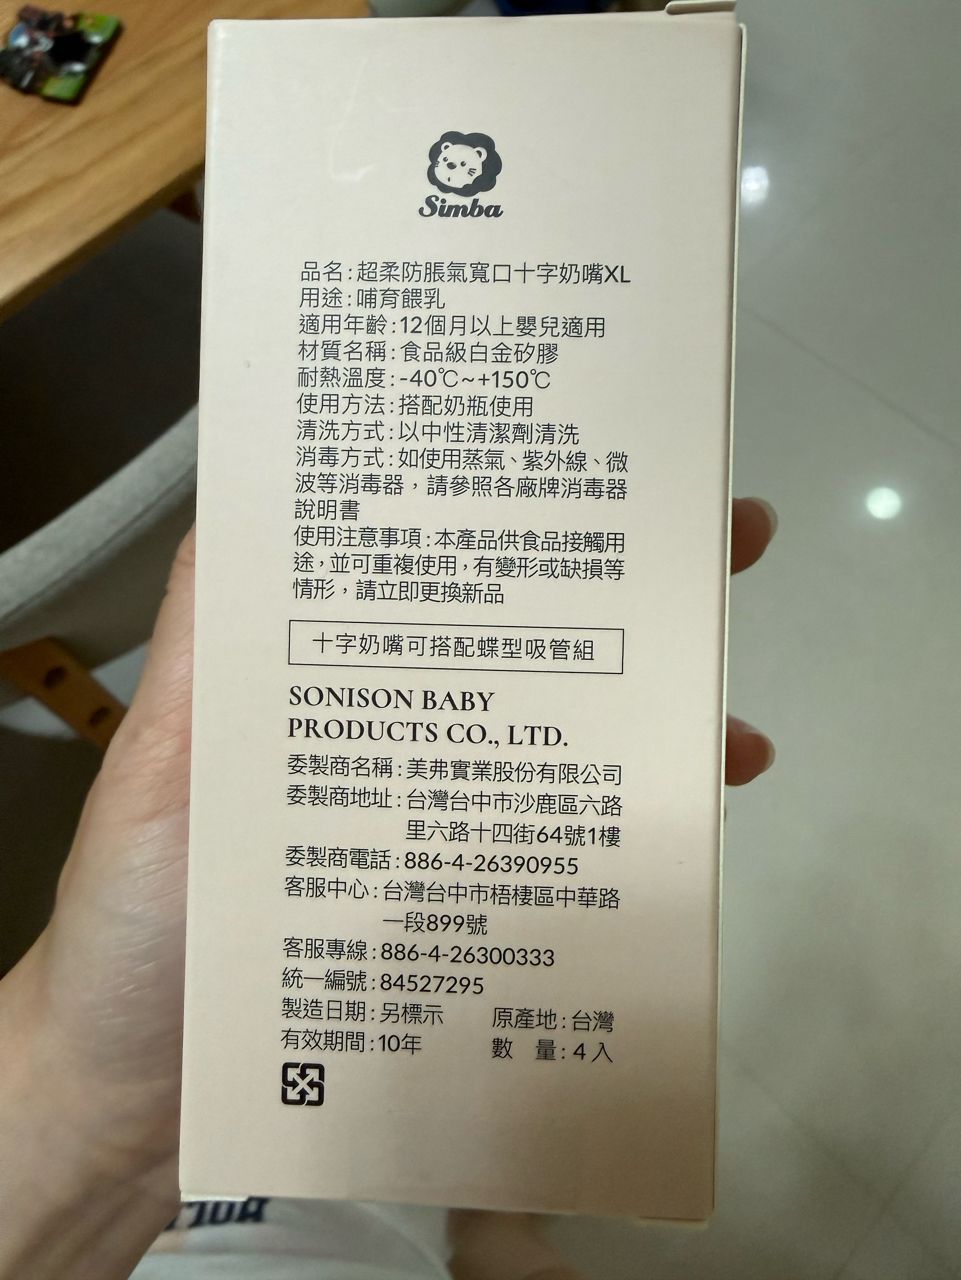 Simba
品名:超柔防脹氣寬口十字奶嘴XL
用途:哺育餵乳
適用年齡:12個月以上嬰兒適用
材質名稱:食品級白金矽膠
耐熱溫度:-40℃~+150℃
使用方法:搭配奶瓶使用
清洗方式:以中性清潔劑清洗
消毒方式:如使用蒸氣、紫外線、微
波等消毒器，請參照各廠牌消毒器
說明書
使用注意事項:本產品供食品接觸用
途，並可重複使用，有變形或缺損等
情形，請立即更換新品
十字奶嘴可搭配蝶型吸管組
SONISON BABY
PRODUCTS CO., LTD.
委製商名稱:美弗實業股份有限公司
委製商地址:台灣台中市沙鹿區六路
里六路十四街64號1樓
委製商電話:886-4-26390955
客服中心:台灣台中市梧棲區中華路
一段899號
客服專線:886-4-26300333
統一編號:84527295
製造日期:另標示 原產地:台灣
有效期間:10年 數 量:4入